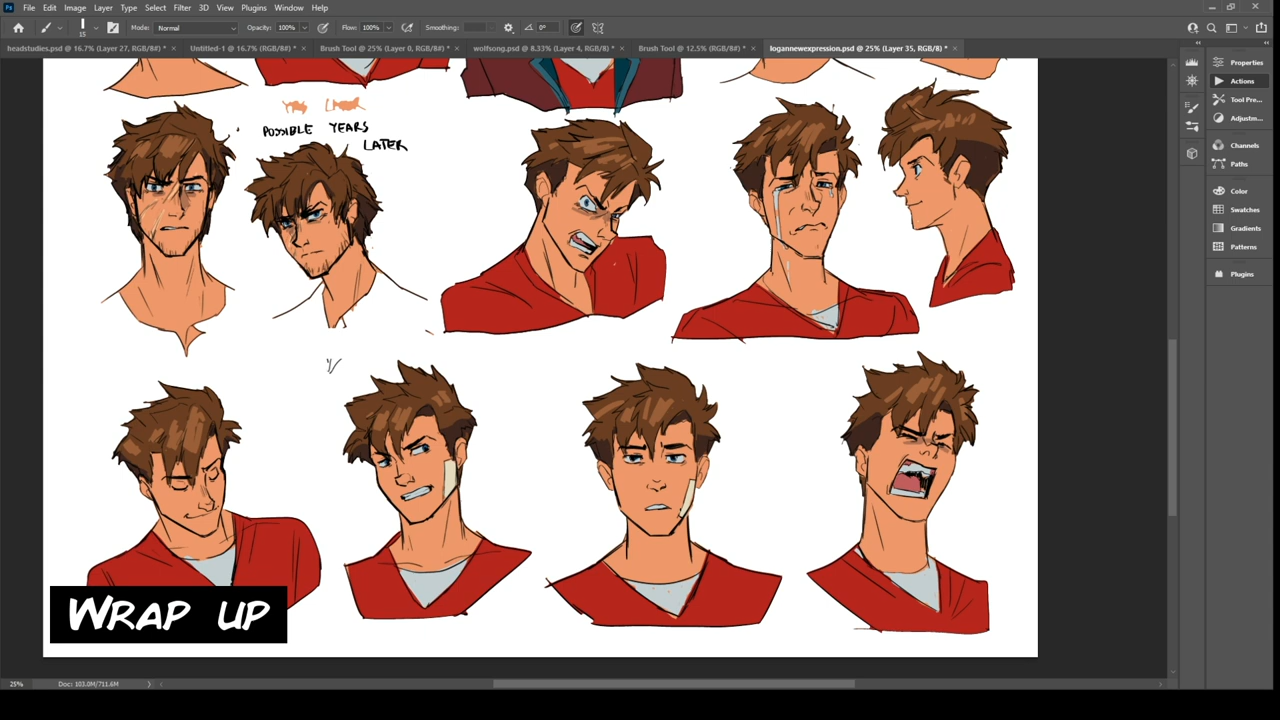 Ps File Edit Image Layer Type Select Filter 3D View Plugins Window Help
15 Mode: Normal Opacity: 100% Flow: 100% Smoothing: 0°
headstudies.psd @ 16.7% (Layer 27, RGB/8#) * × Untitled-1 @ 16.7% (RGB/8#) * × Brush Tool @ 25% (Layer 0, RGB/8#) * × wolfsong.psd @ 8.33% (Layer 4, RGB/8#) * × Brush Tool @ 12.5% (RGB/8#) * × logannewexpression.psd @ 25% (Layer 35, RGB/8) * ×
Properties
Actions
Tool Pre...
Adjustm...
Channels
Paths
Color
Swatches
Gradients
Patterns
Plugins
POSSIBLE YEARS
LATER
WRAP UP
25% Doc: 103.0M/711.6M